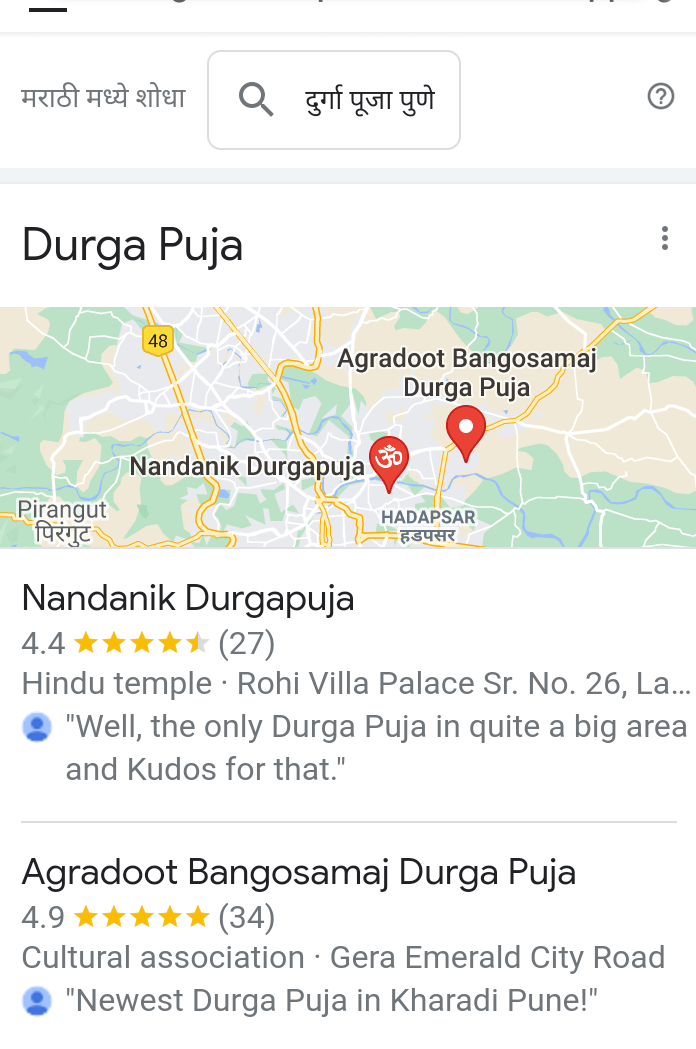 मराठी मध्ये शोधा
दुर्गा पूजा पुणे
Durga Puja
48
Agradoot Bangosamaj
Durga Puja
Nandanik Durgapuja
ॐ
Pirangut
पिरंगुट
HADAPSAR
हडपसर
Nandanik Durgapuja
4.4 (27)
Hindu temple · Rohi Villa Palace Sr. No. 26, La...
"Well, the only Durga Puja in quite a big area
and Kudos for that."
Agradoot Bangosamaj Durga Puja
4.9 (34)
Cultural association · Gera Emerald City Road
"Newest Durga Puja in Kharadi Pune!"